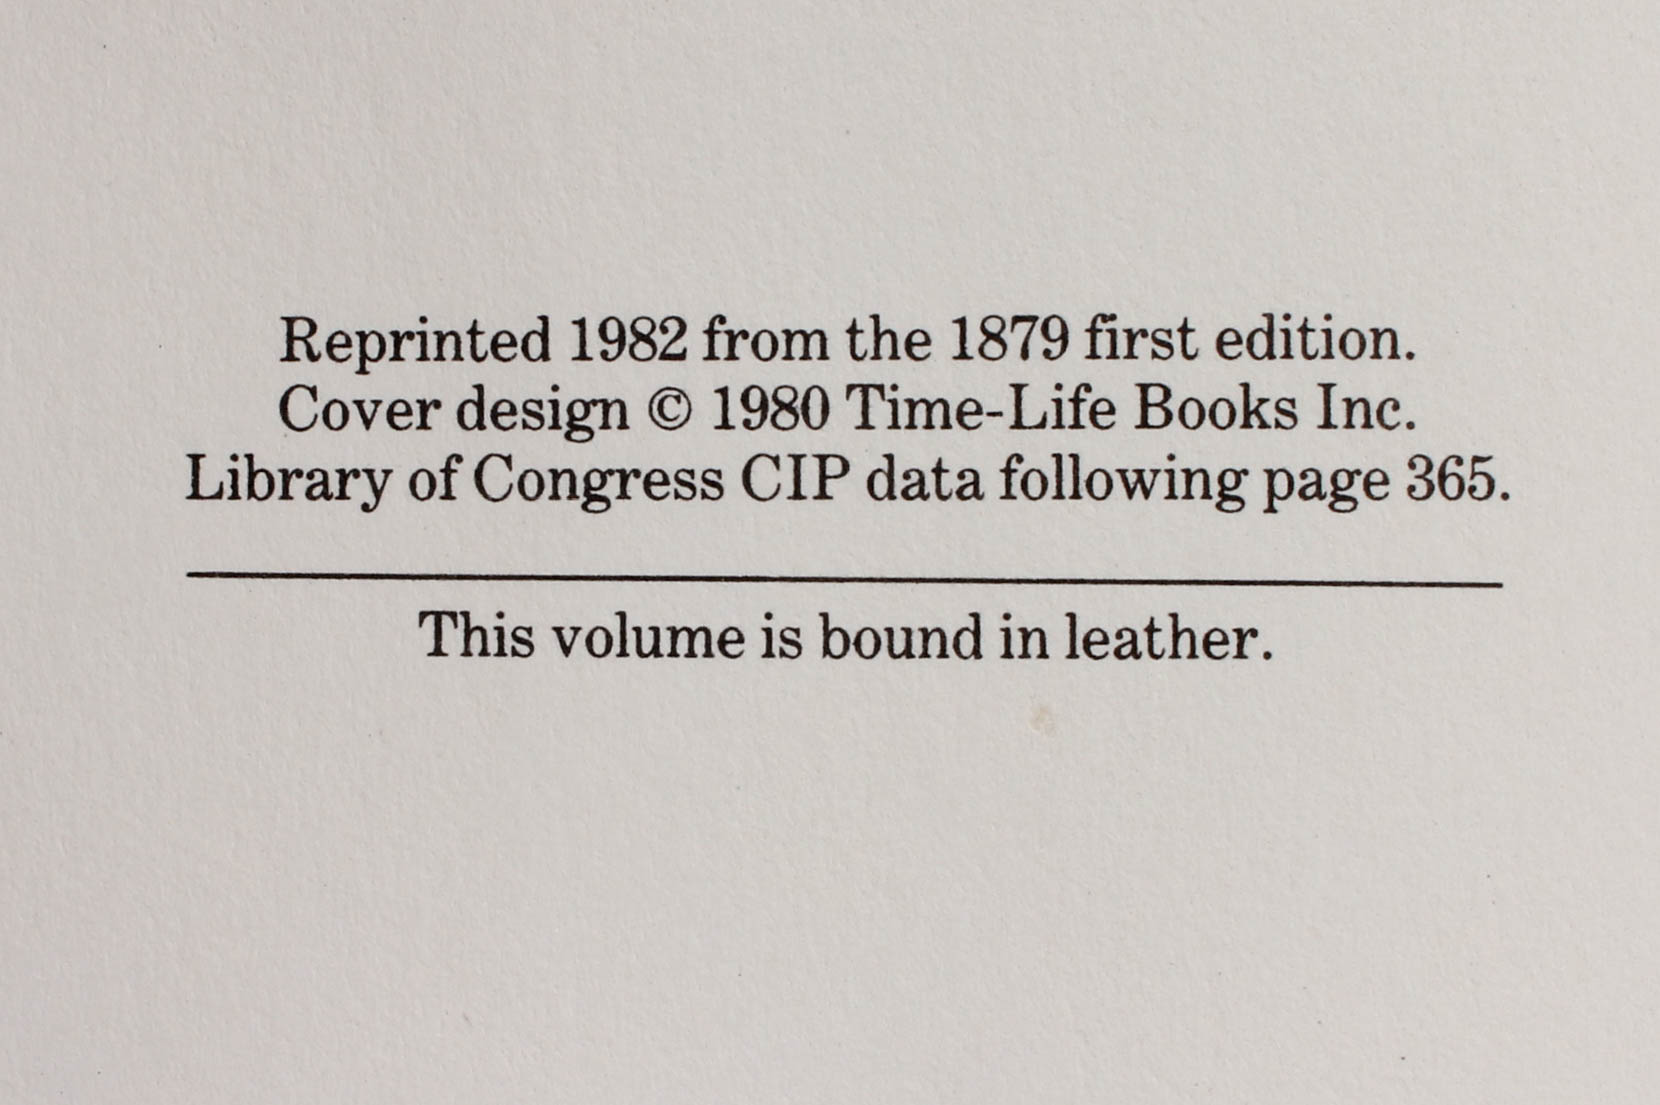 Reprinted 1982 from the 1879 first edition.
Cover design © 1980 Time-Life Books Inc.
Library of Congress CIP data following page 365.
This volume is bound in leather.